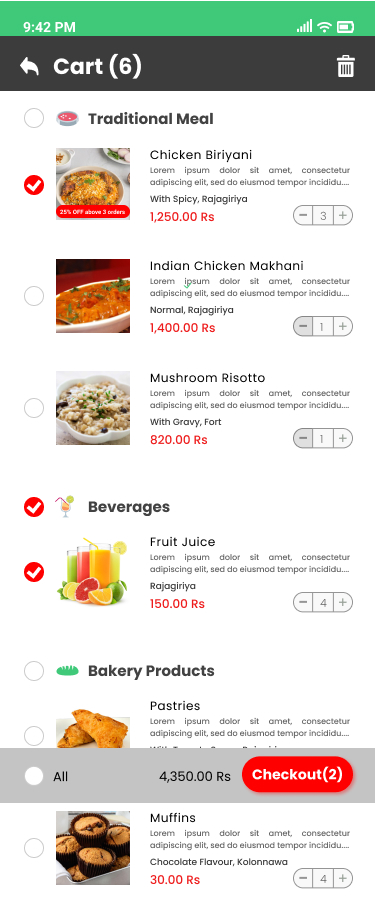 9:42 PM
Cart (6)
Traditional Meal
Chicken Biriyani
Lorem ipsum dolor sit amet, consectetur
adipiscing elit, sed do eiusmod tempor incididu....
With Spicy, Rajagiriya
25% OFF above 3 orders
1,250.00 Rs
− 3 +
Indian Chicken Makhani
Lorem ipsum dolor sit amet, consectetur
adipiscing elit, sed do eiusmod tempor incididu....
Normal, Rajagiriya
1,400.00 Rs
− 1 +
Mushroom Risotto
Lorem ipsum dolor sit amet, consectetur
adipiscing elit, sed do eiusmod tempor incididu....
With Gravy, Fort
820.00 Rs
− 1 +
Beverages
Fruit Juice
Lorem ipsum dolor sit amet, consectetur
adipiscing elit, sed do eiusmod tempor incididu....
Rajagiriya
150.00 Rs
− 4 +
Bakery Products
Pastries
Lorem ipsum dolor sit amet, consectetur
adipiscing elit, sed do eiusmod tempor incididu....
All 4,350.00 Rs Checkout(2)
Muffins
Lorem ipsum dolor sit amet, consectetur
adipiscing elit, sed do eiusmod tempor incididu....
Chocolate Flavour, Kolonnawa
30.00 Rs
− 4 +